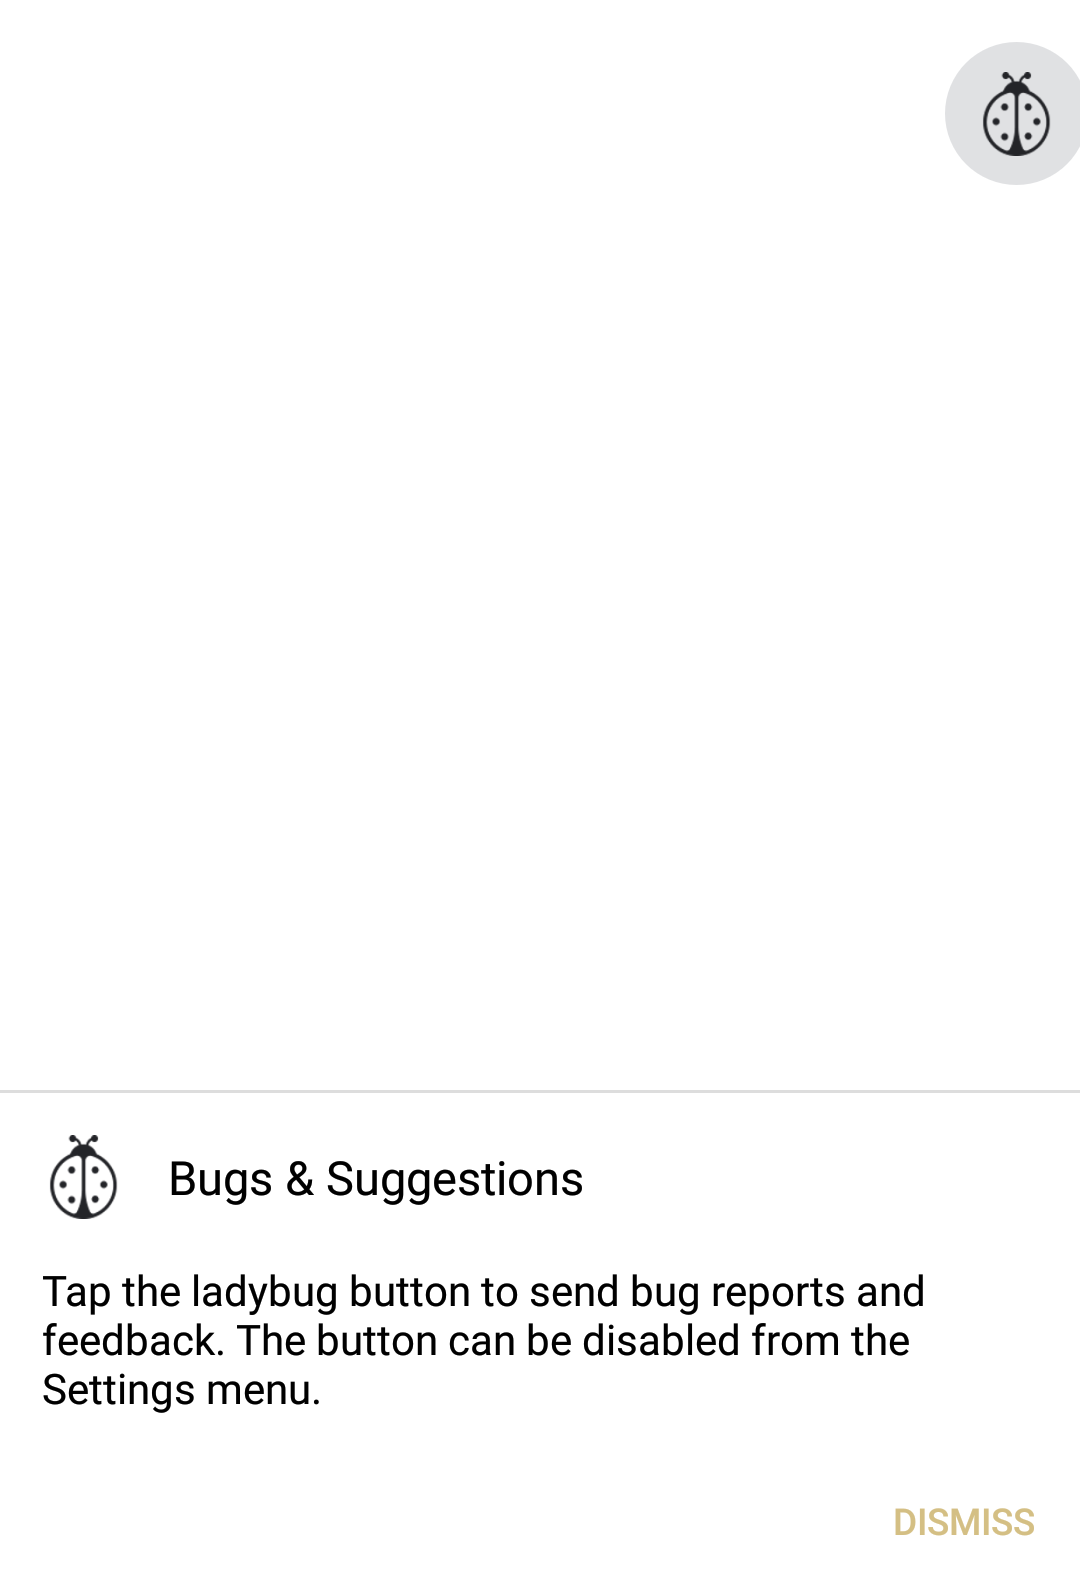 Bugs & Suggestions
Tap the ladybug button to send bug reports and
feedback. The button can be disabled from the
Settings menu.
DISMISS